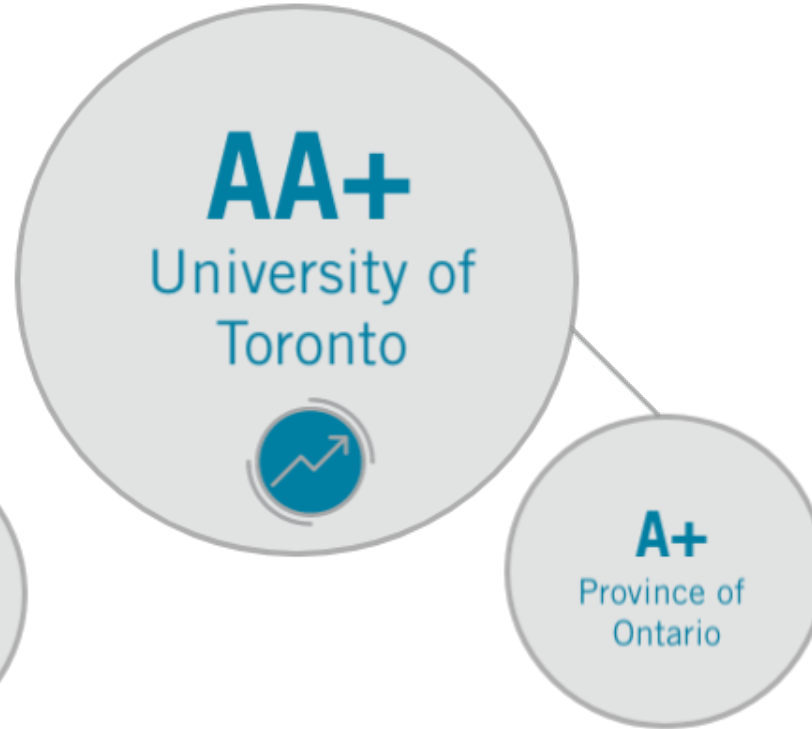 AA+
University of
Toronto
A+
Province of
Ontario